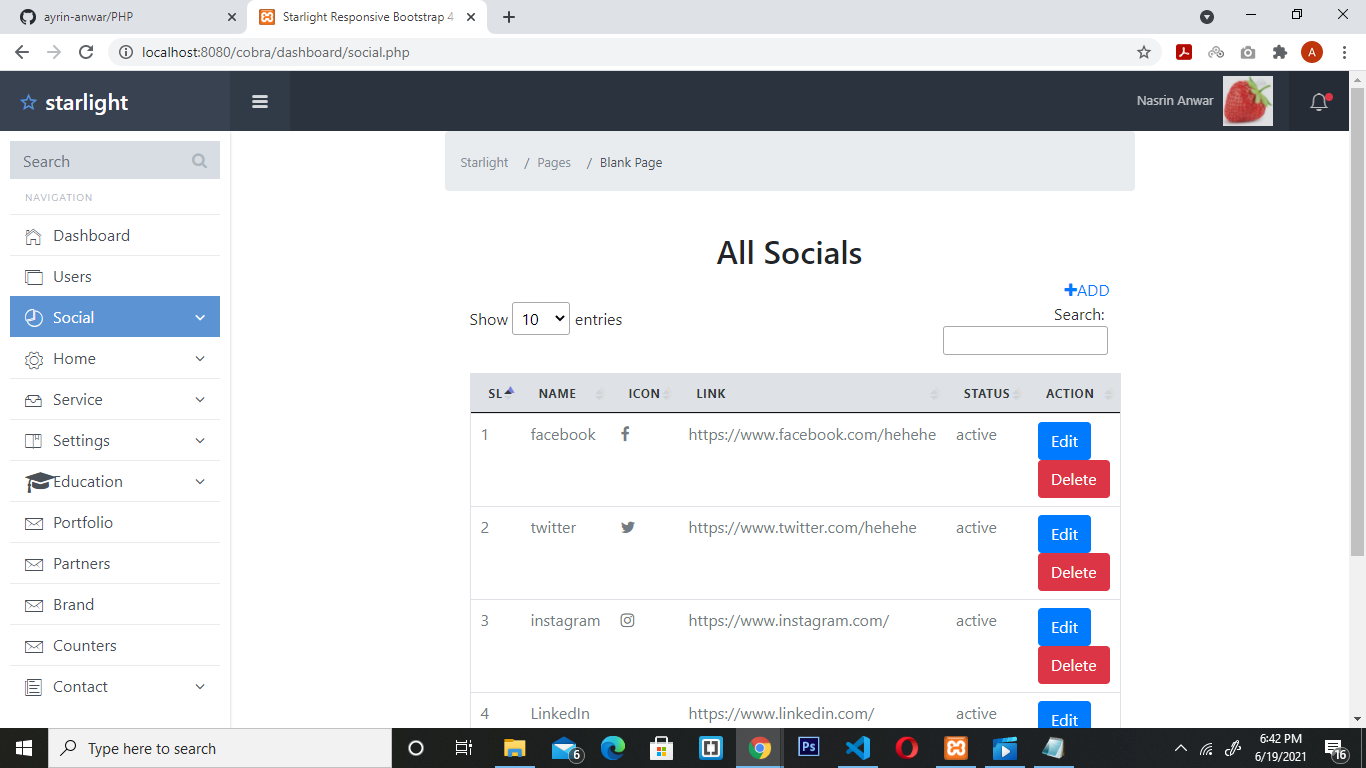 ayrin-anwar/PHP
Starlight Responsive Bootstrap 4
localhost:8080/cobra/dashboard/social.php
A
starlight
Nasrin Anwar
Search
NAVIGATION
Dashboard
Users
Social
Home
Service
Settings
Education
Portfolio
Partners
Brand
Counters
Contact
Starlight / Pages / Blank Page
All Socials
ADD
Show 10 entries
Search:
SL NAME ICON LINK STATUS ACTION
1 facebook https://www.facebook.com/hehehe active Edit
Delete
2 twitter https://www.twitter.com/hehehe active Edit
Delete
3 instagram https://www.instagram.com/ active Edit
Delete
4 LinkedIn https://www.linkedin.com/ active Edit
Type here to search
6
Ps
6:42 PM
6/19/2021
16